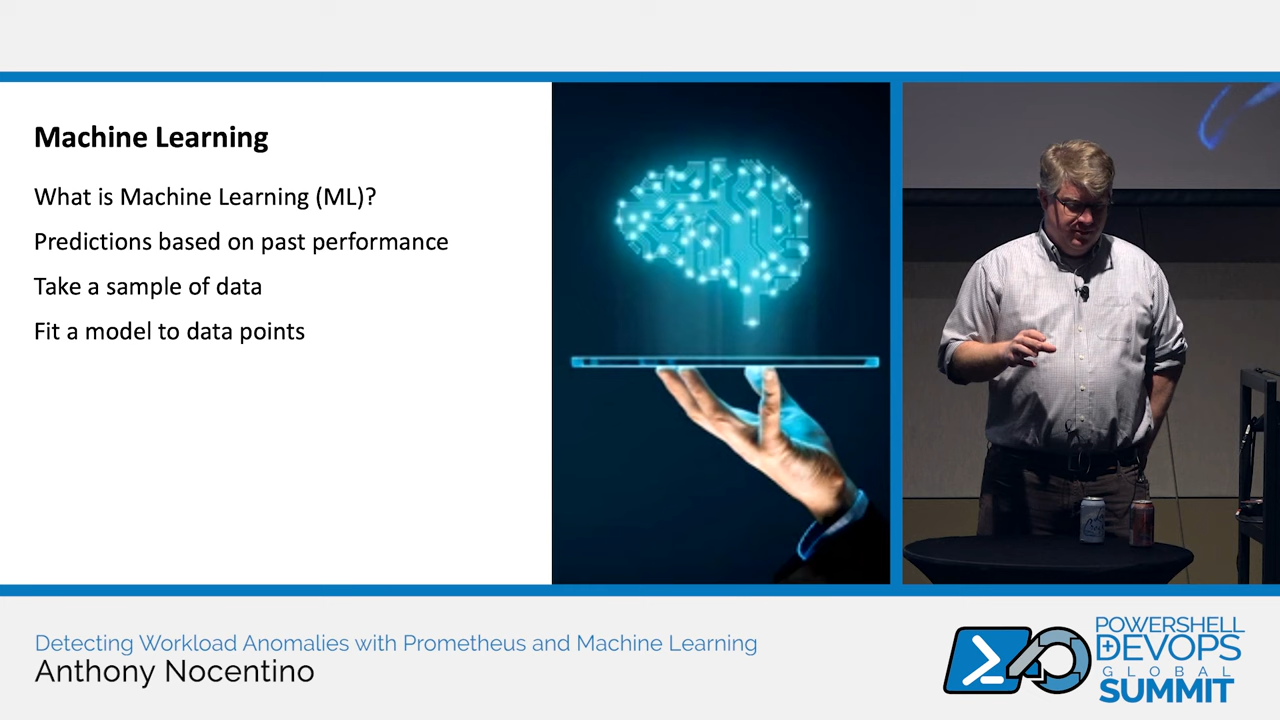 Machine Learning
What is Machine Learning (ML)?
Predictions based on past performance
Take a sample of data
Fit a model to data points
Detecting Workload Anomalies with Prometheus and Machine Learning
Anthony Nocentino
POWERSHELL
DEVOPS
GLOBAL
SUMMIT